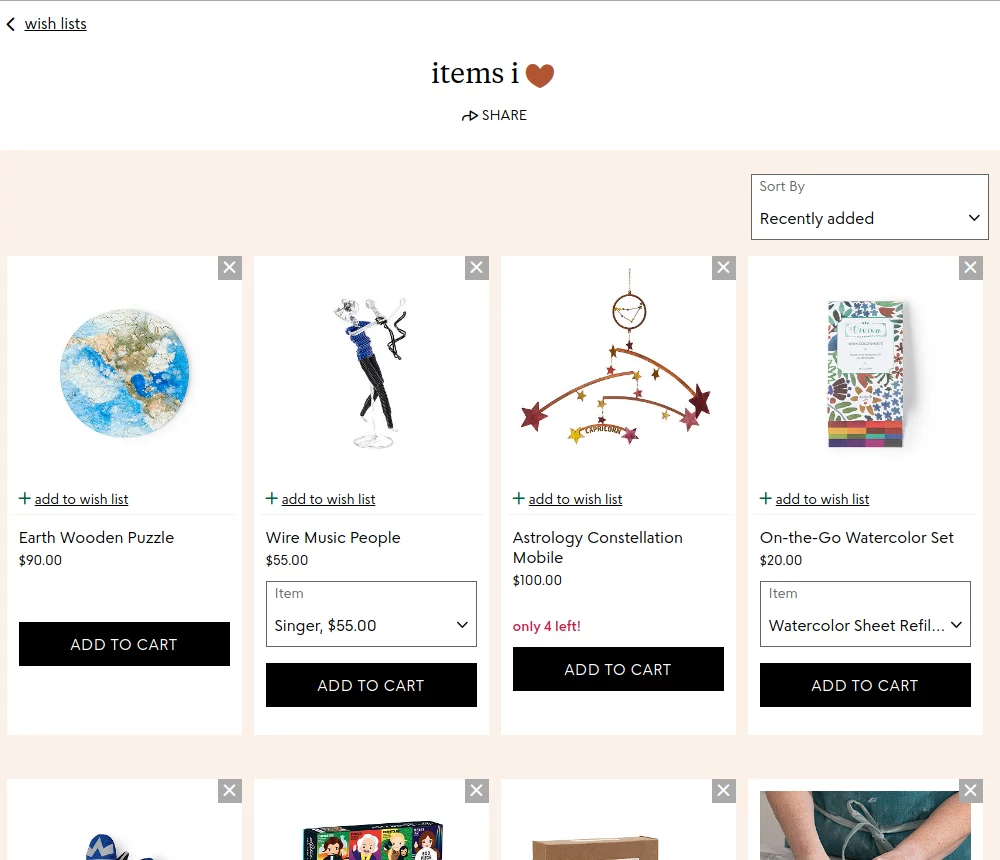 wish lists
items i
SHARE
Sort By
Recently added
+ add to wish list
Earth Wooden Puzzle
$90.00
ADD TO CART
+ add to wish list
Wire Music People
$55.00
Item
Singer, $55.00
ADD TO CART
CAPRICORN
+ add to wish list
Astrology Constellation
Mobile
$100.00
only 4 left!
ADD TO CART
Viviva
+ add to wish list
On-the-Go Watercolor Set
$20.00
Item
Watercolor Sheet Refil...
ADD TO CART